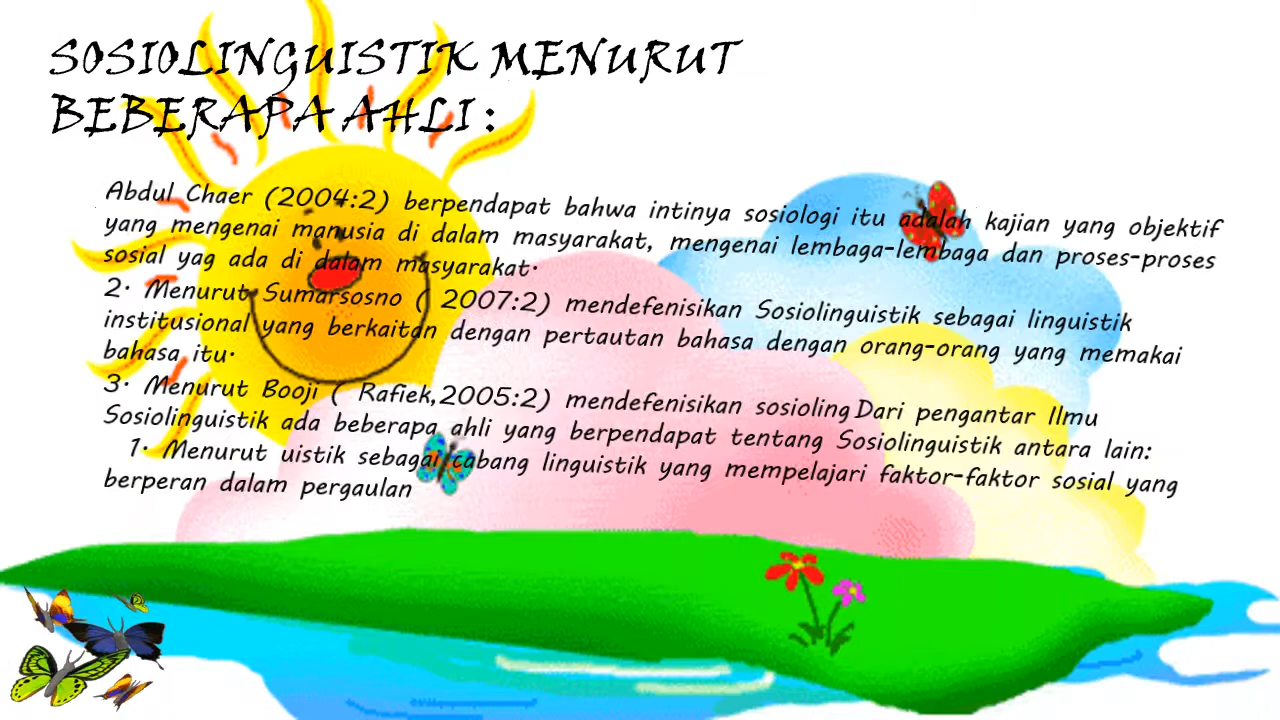 SOSIOLINGUISTIK MENURUT
BEBERAPA AHLI :
Abdul Chaer (2004:2) berpendapat bahwa intinya sosiologi itu adalah kajian yang objektif
yang mengenai manusia di dalam masyarakat, mengenai lembaga-lembaga dan proses-proses
sosial yag ada di dalam masyarakat.
2. Menurut Sumarsosno ( 2007:2) mendefenisikan Sosiolinguistik sebagai linguistik
institusional yang berkaitan dengan pertautan bahasa dengan orang-orang yang memakai
bahasa itu.
3. Menurut Booji ( Rafiek,2005:2) mendefenisikan sosioling Dari pengantar Ilmu
Sosiolinguistik ada beberapa ahli yang berpendapat tentang Sosiolinguistik antara lain:
1. Menurut uistik sebagai cabang linguistik yang mempelajari faktor-faktor sosial yang
berperan dalam pergaulan